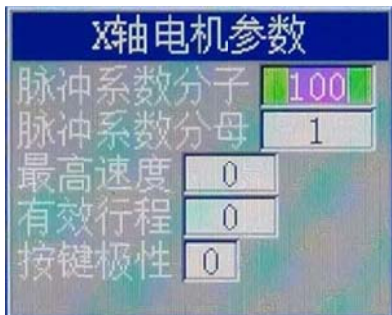 X轴电机参数
脉冲系数分子 100
脉冲系数分母 1
最高速度 0
有效行程 0
按键极性 0